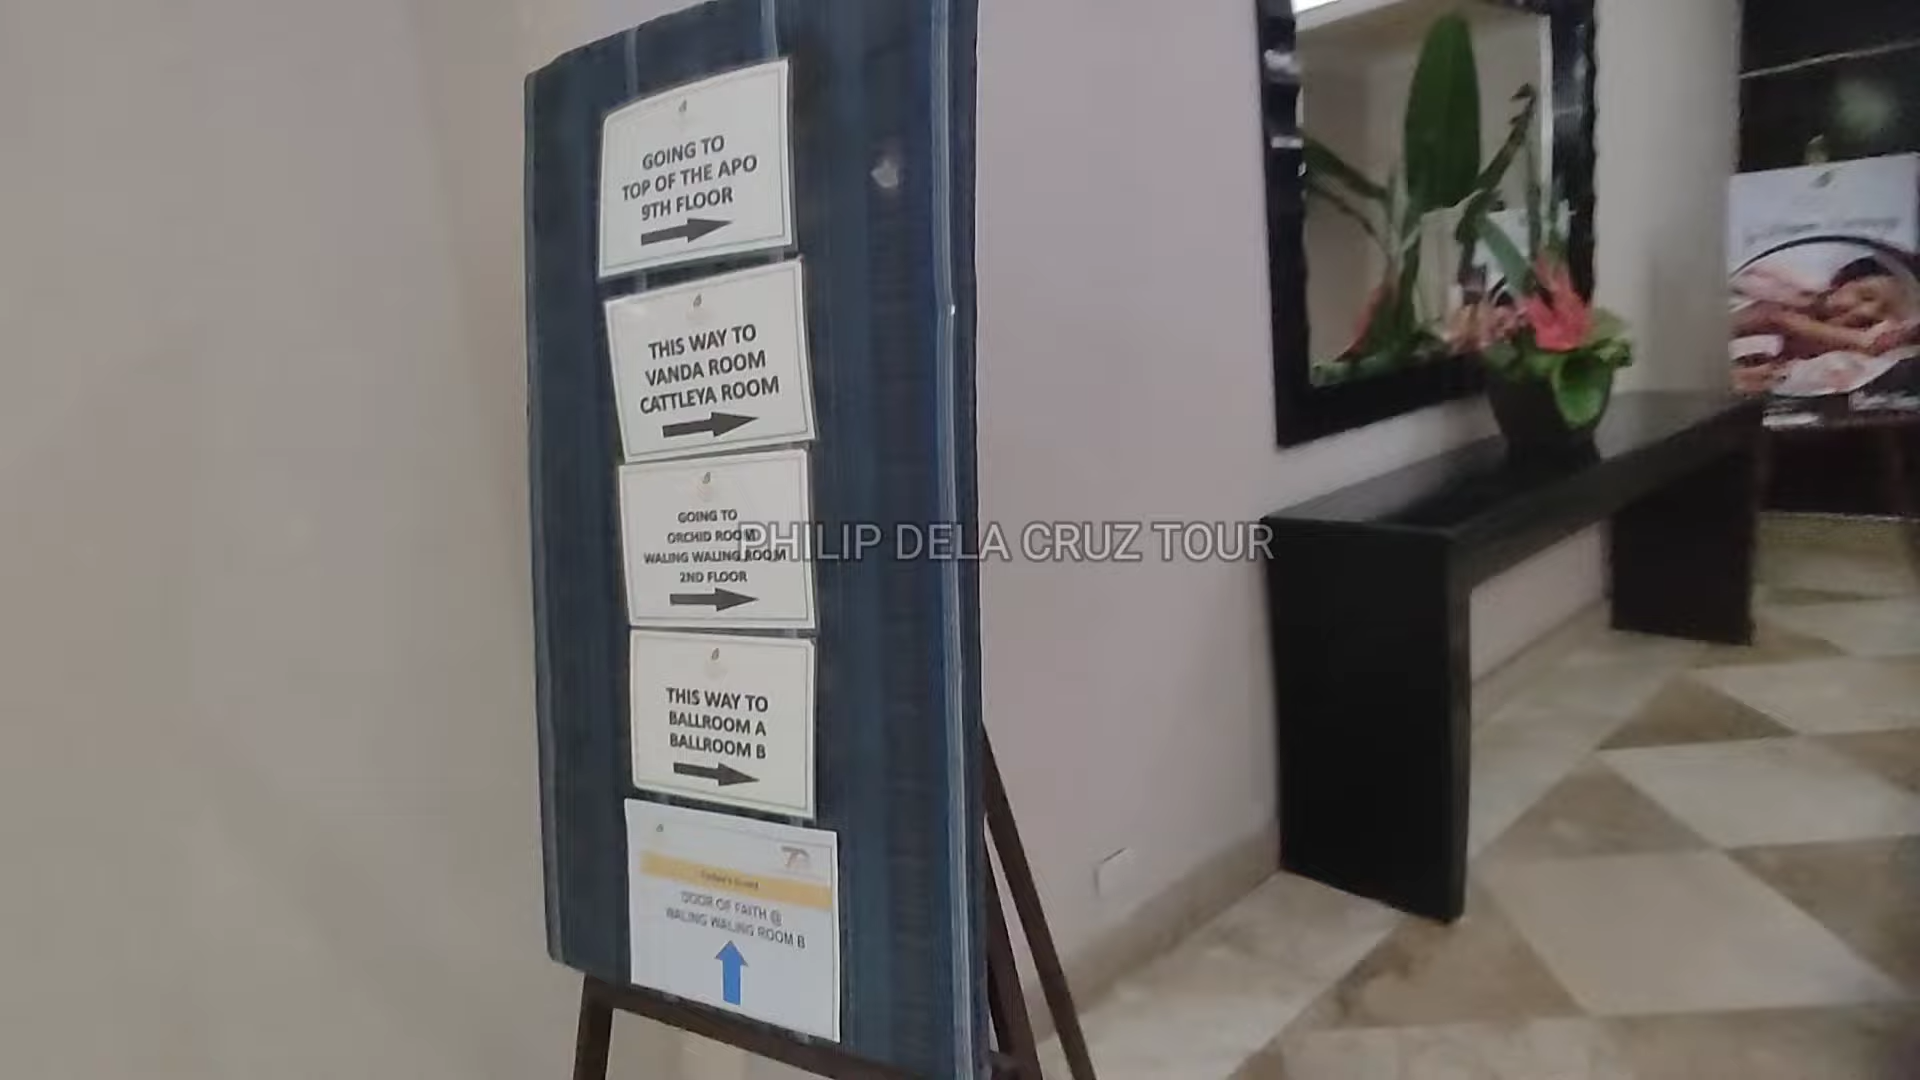 GOING TO
TOP OF THE APO
9TH FLOOR
THIS WAY TO
VANDA ROOM
CATTLEYA ROOM
GOING TO
ORCHID ROOM
WALING WALING ROOM
2ND FLOOR
PHILIP DELA CRUZ TOUR
THIS WAY TO
BALLROOM A
BALLROOM B
Today's Event
DOOR OF FAITH @
WALING WALING ROOM B